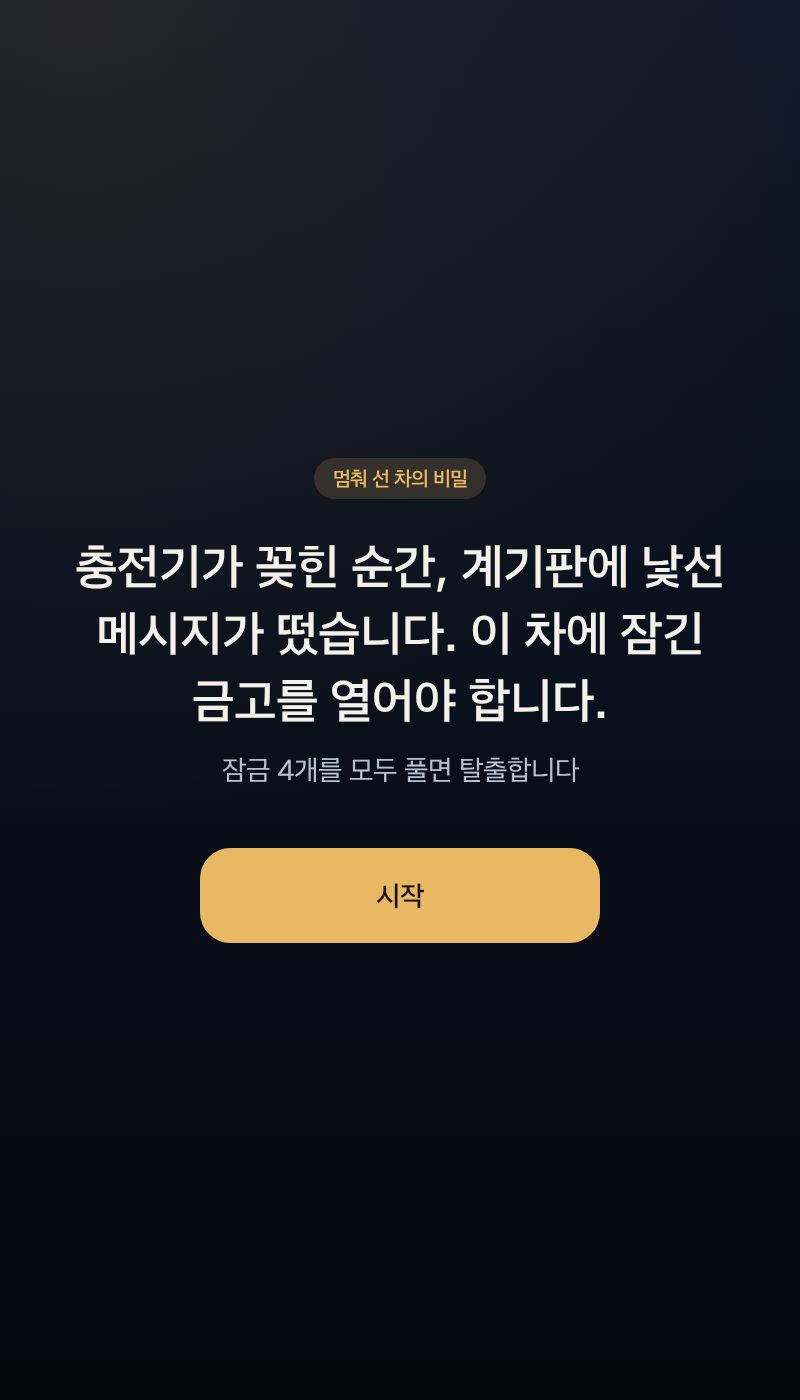 멈춰 선 차의 비밀
충전기가 꽂힌 순간, 계기판에 낯선
메시지가 떴습니다. 이 차에 잠긴
금고를 열어야 합니다.
잠금 4개를 모두 풀면 탈출합니다
시작